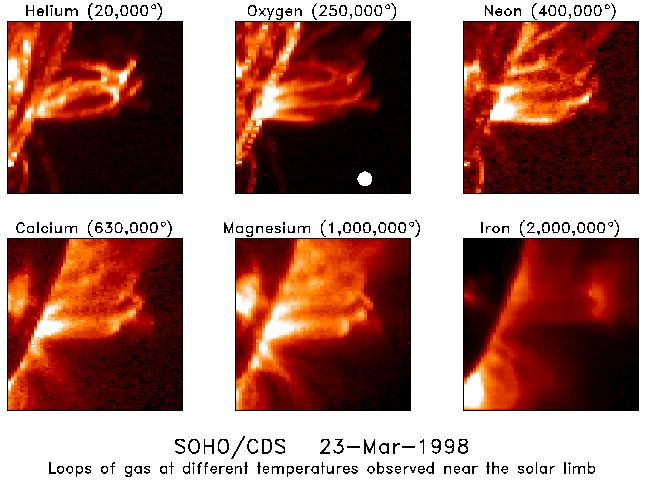 Helium (20,000°) Oxygen (250,000°) Neon (400,000°)
Calcium (630,000°) Magnesium (1,000,000°) Iron (2,000,000°)
SOHO/CDS 23-Mar-1998
Loops of gas at different temperatures observed near the solar limb